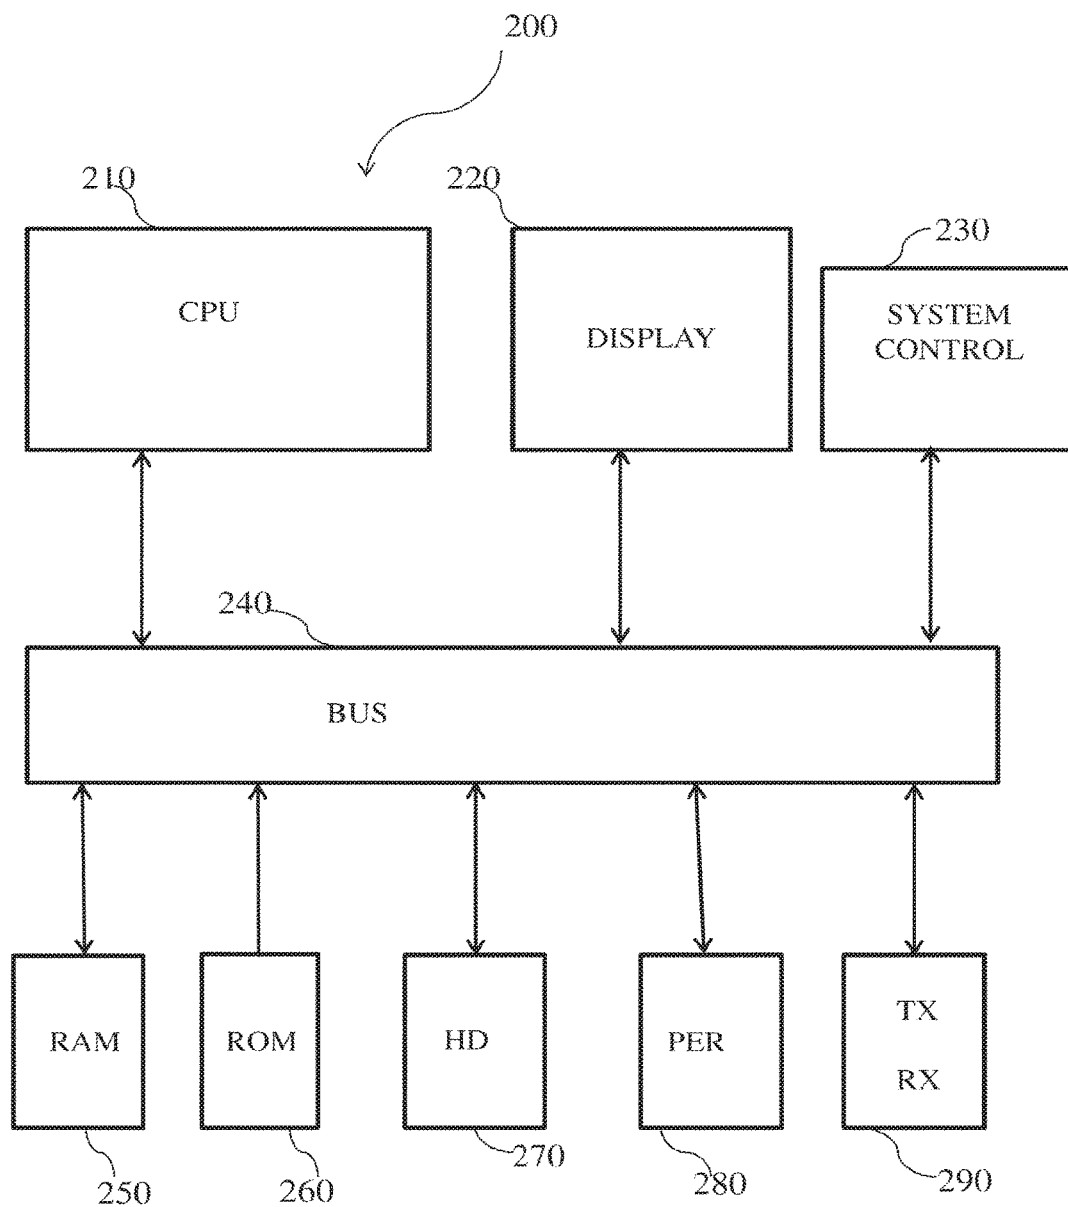 200
210
220
230
CPU
DISPLAY
SYSTEM
CONTROL
240
BUS
RAM
ROM
HD
PER
TX
RX
250
260
270
280
290